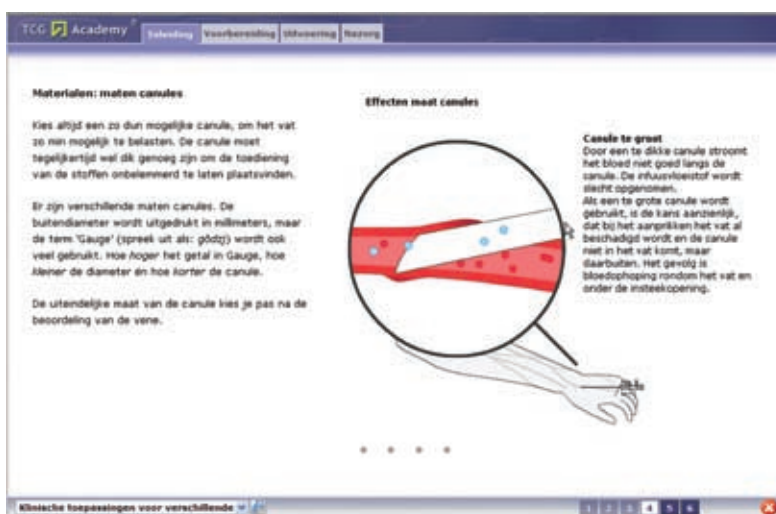 TCG Academy
Inleiding Voorbereiding Uitvoering Nazorg
Materialen: maten canules
Kies altijd een zo dun mogelijke canule, om het vat
zo min mogelijk te belasten. De canule moet
tegelijkertijd wel dik genoeg zijn om de toediening
van de stoffen onbelemmerd te laten plaatsvinden.
Er zijn verschillende maten canules. De
buitendiameter wordt uitgedrukt in millimeters, maar
de term 'Gauge' (spreek uit als: gôdzj) wordt ook
veel gebruikt. Hoe hoger het getal in Gauge, hoe
kleiner de diameter én hoe korter de canule.
De uiteindelijke maat van de canule kies je pas na de
beoordeling van de vene.
Effecten maat canules
Canule te groot
Door een te dikke canule stroomt
het bloed niet goed langs de
canule. De infuusvloeistof wordt
slecht opgenomen.
Als een te grote canule wordt
gebruikt, is de kans aanzienlijk,
dat bij het aanprikken het vat al
beschadigd wordt en de canule
niet in het vat komt, maar
daarbuiten. Het gevolg is
bloedophoping rondom het vat en
onder de insteekopening.
Klinische toepassingen voor verschillende
1 2 3 4 5 6